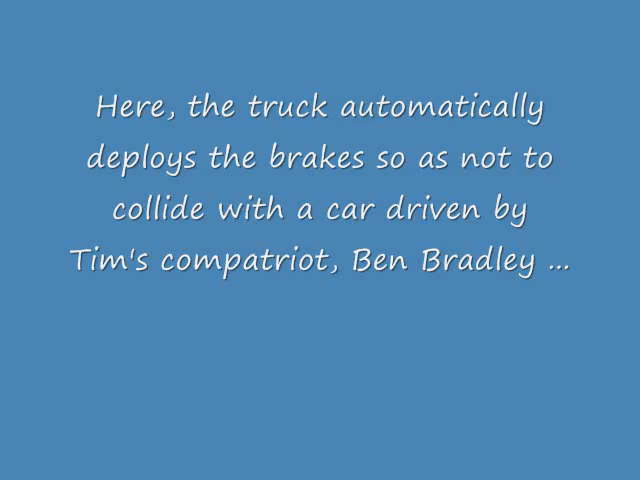 Here, the truck automatically
deploys the brakes so as not to
collide with a car driven by
Tim's compatriot, Ben Bradley ...